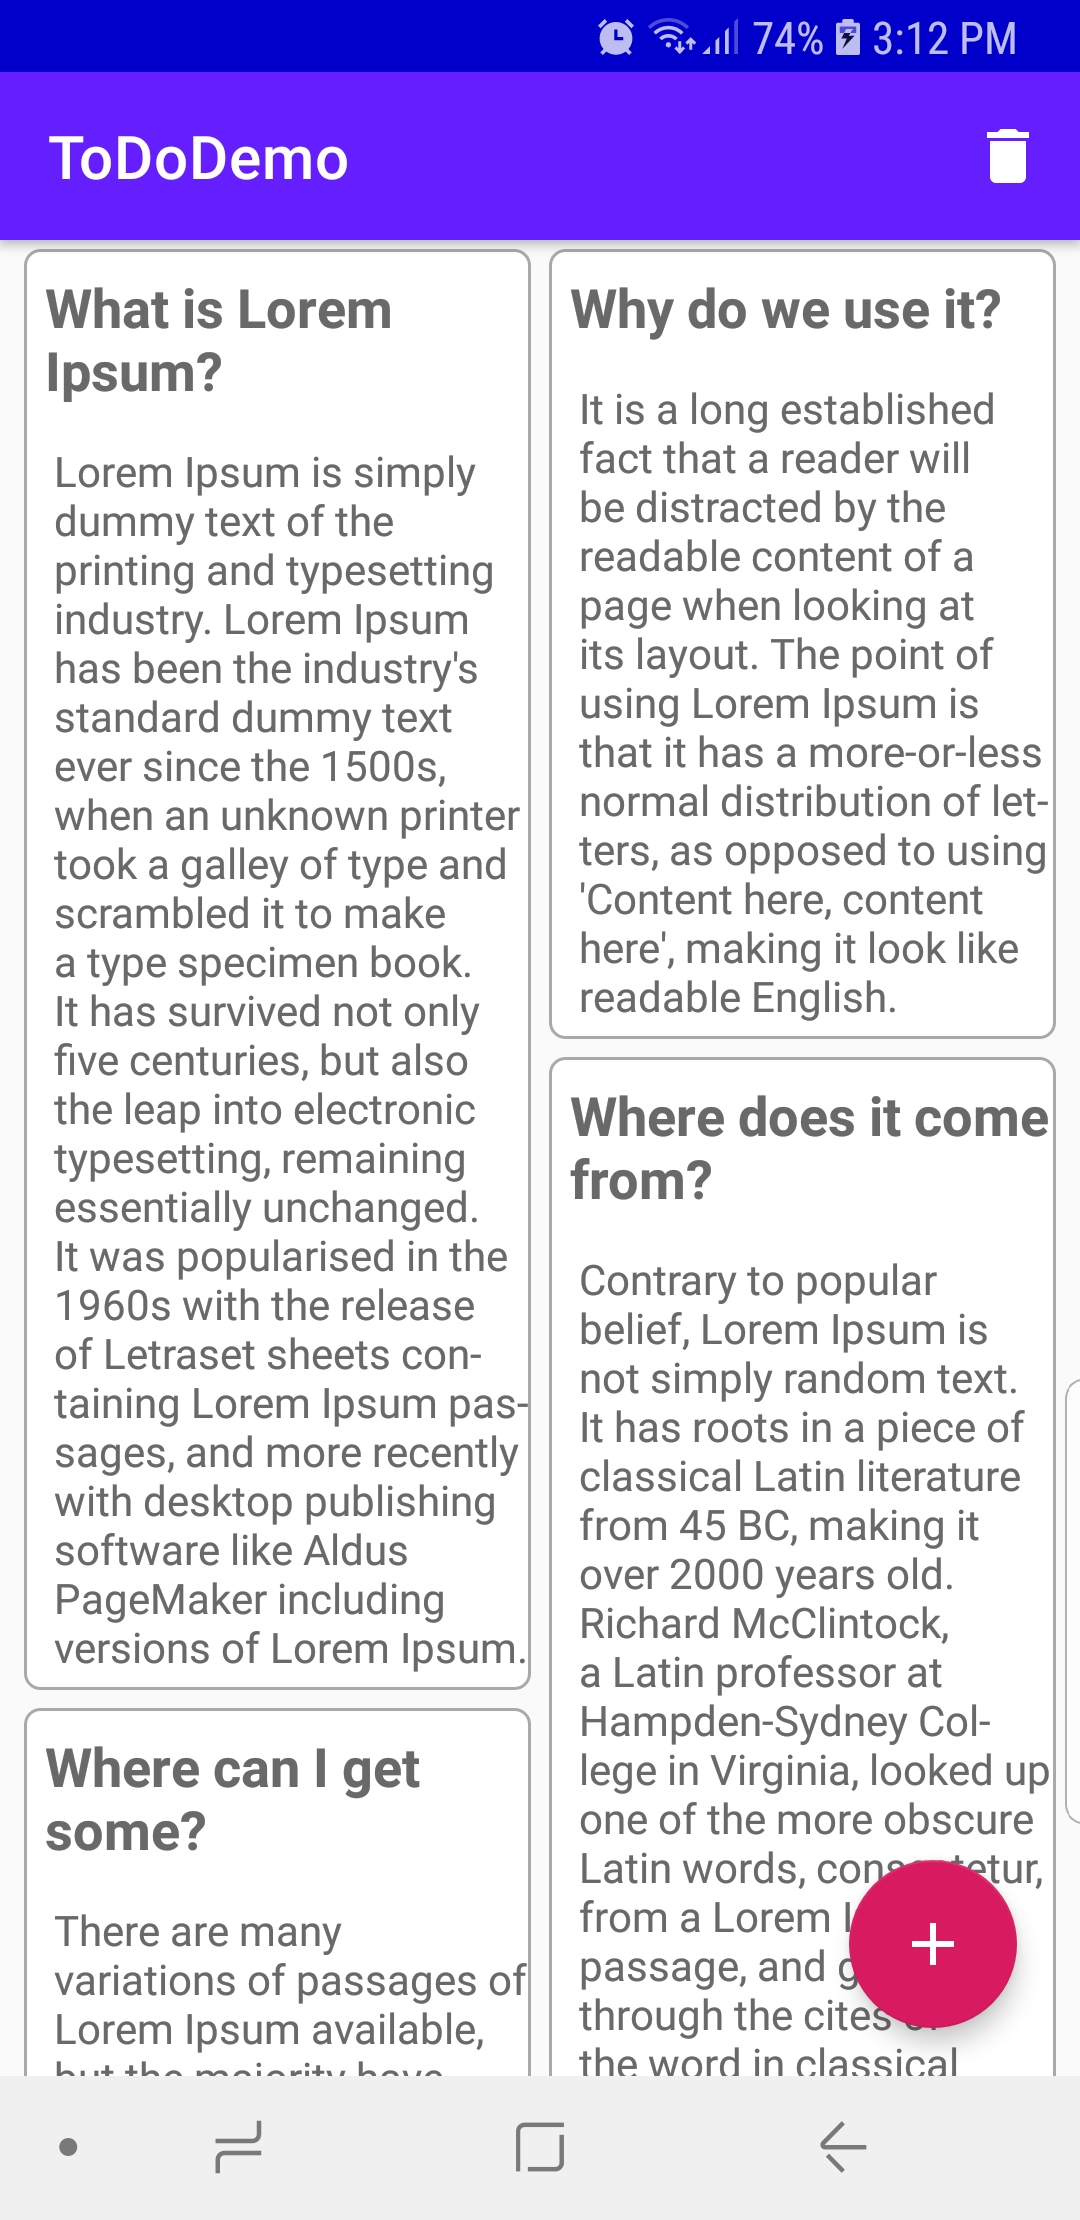 74% 3:12 PM
ToDoDemo
What is Lorem
Ipsum?
Lorem Ipsum is simply
dummy text of the
printing and typesetting
industry. Lorem Ipsum
has been the industry's
standard dummy text
ever since the 1500s,
when an unknown printer
took a galley of type and
scrambled it to make
a type specimen book.
It has survived not only
five centuries, but also
the leap into electronic
typesetting, remaining
essentially unchanged.
It was popularised in the
1960s with the release
of Letraset sheets con-
taining Lorem Ipsum pas-
sages, and more recently
with desktop publishing
software like Aldus
PageMaker including
versions of Lorem Ipsum.
Where can I get
some?
There are many
variations of passages of
Lorem Ipsum available,
but the majority have
Why do we use it?
It is a long established
fact that a reader will
be distracted by the
readable content of a
page when looking at
its layout. The point of
using Lorem Ipsum is
that it has a more-or-less
normal distribution of let-
ters, as opposed to using
'Content here, content
here', making it look like
readable English.
Where does it come
from?
Contrary to popular
belief, Lorem Ipsum is
not simply random text.
It has roots in a piece of
classical Latin literature
from 45 BC, making it
over 2000 years old.
Richard McClintock,
a Latin professor at
Hampden-Sydney Col-
lege in Virginia, looked up
one of the more obscure
Latin words,
from a Lorem
passage, and
through the cites
the word in classical